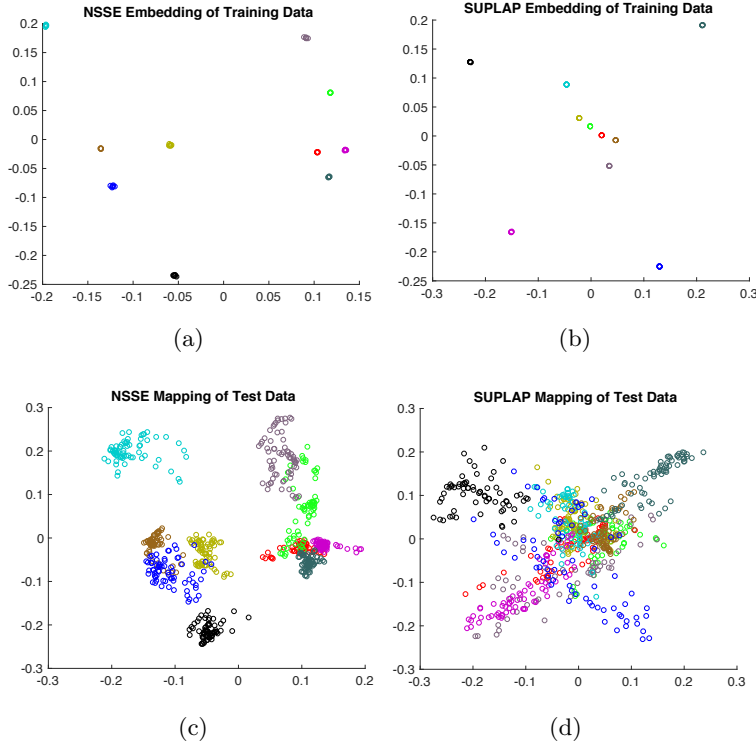 NSSE Embedding of Training Data
0.2
0.15
0.1
0.05
0
-0.05
-0.1
-0.15
-0.2
-0.25
-0.2 -0.15 -0.1 -0.05 0 0.05 0.1 0.15
(a)
SUPLAP Embedding of Training Data
0.2
0.15
0.1
0.05
0
-0.05
-0.1
-0.15
-0.2
-0.25
-0.3 -0.2 -0.1 0 0.1 0.2 0.3
(b)
NSSE Mapping of Test Data
0.3
0.2
0.1
0
-0.1
-0.2
-0.3
-0.3 -0.2 -0.1 0 0.1 0.2
(c)
SUPLAP Mapping of Test Data
0.3
0.2
0.1
0
-0.1
-0.2
-0.3
-0.3 -0.2 -0.1 0 0.1 0.2 0.3
(d)